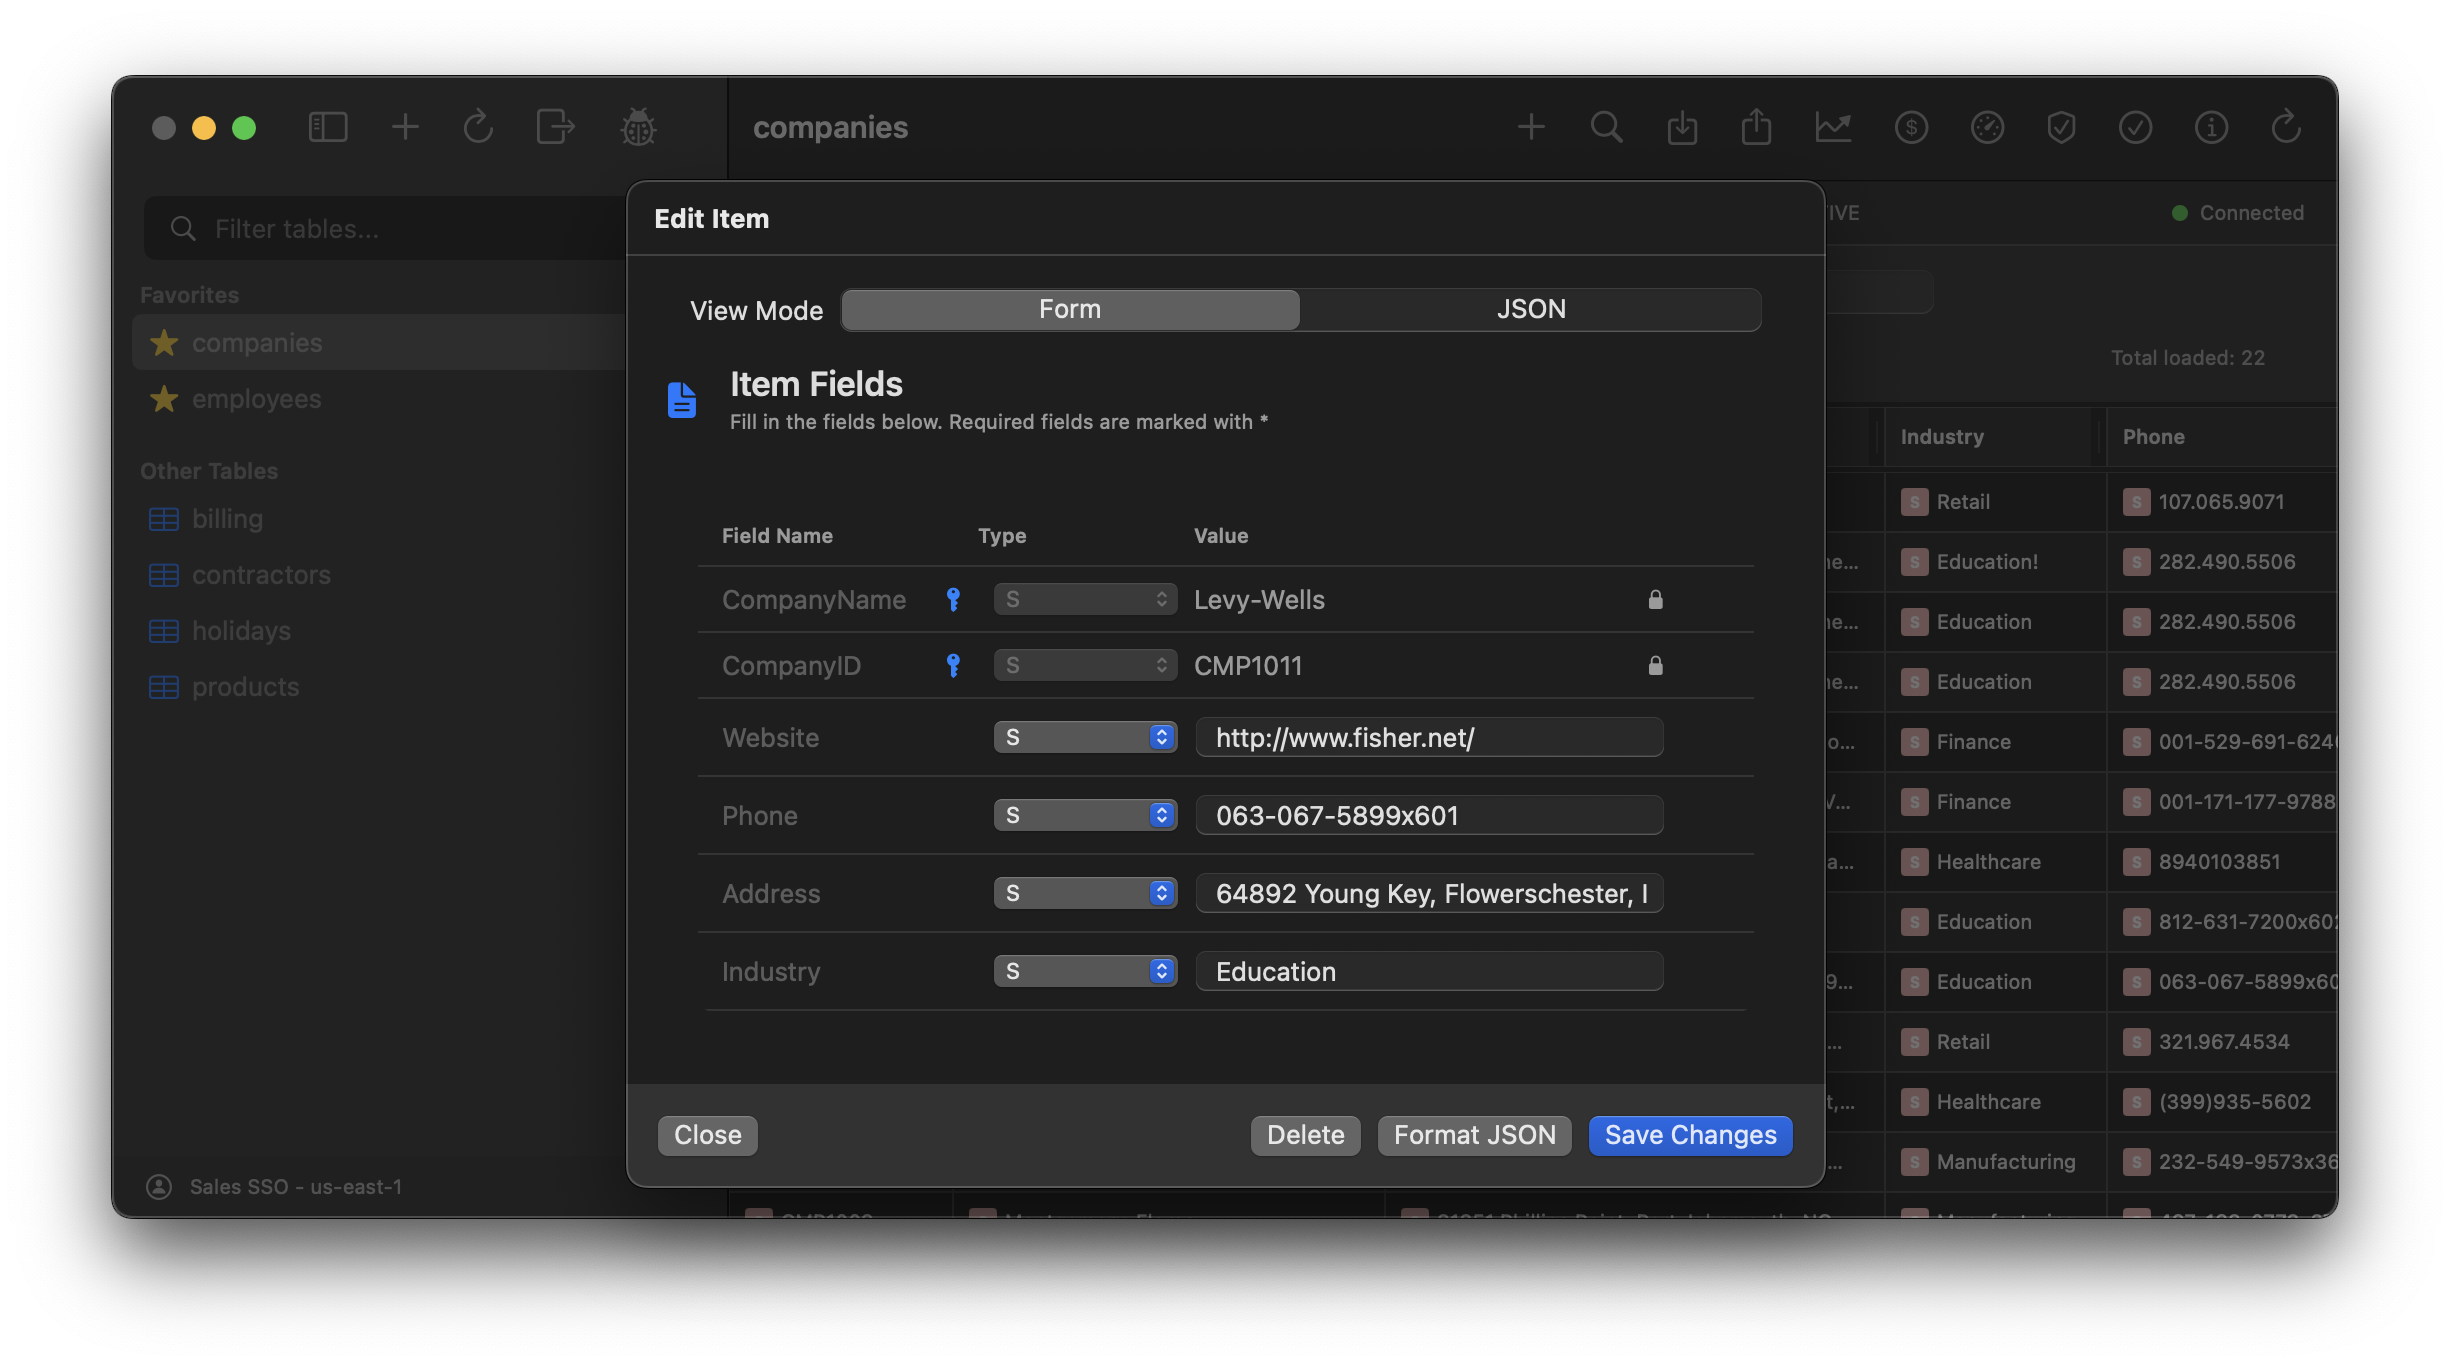 companies
Filter tables...
Favorites
companies
employees
Other Tables
billing
contractors
holidays
products
Sales SSO - us-east-1
Connected
Total loaded: 22
Edit Item
View Mode
Form
JSON
Item Fields
Fill in the fields below. Required fields are marked with *
Field Name Type Value
CompanyName S Levy-Wells
CompanyID S CMP1011
Website S http://www.fisher.net/
Phone S 063-067-5899x601
Address S 64892 Young Key, Flowerschester,
Industry S Education
Close
Delete
Format JSON
Save Changes
Industry Phone
S Retail S 107.065.9071
S Education! S 282.490.5506
S Education S 282.490.5506
S Education S 282.490.5506
S Finance S 001-529-691-624
S Finance S 001-171-177-9788
S Healthcare S 8940103851
S Education S 812-631-7200x60
S Education S 063-067-5899x60
S Retail S 321.967.4534
S Healthcare S (399)935-5602
S Manufacturing S 232-549-9573x36